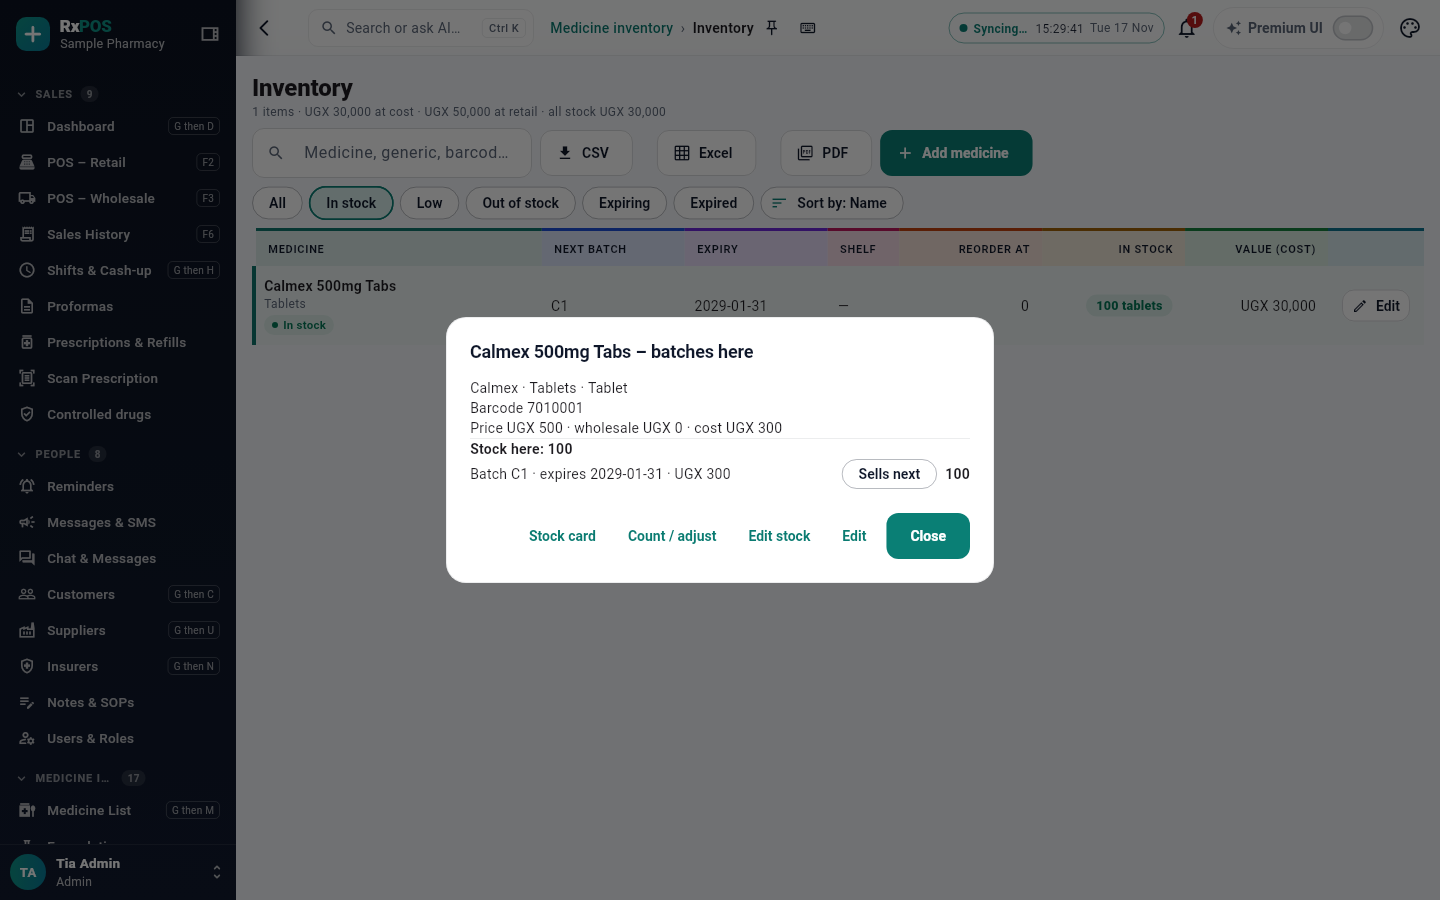 RxPOS
Sample Pharmacy
SALES 9
Dashboard G then D
POS – Retail F2
POS – Wholesale F3
Sales History F6
Shifts & Cash-up G then H
Proformas
Prescriptions & Refills
Scan Prescription
Controlled drugs
PEOPLE 8
Reminders
Messages & SMS
Chat & Messages
Customers G then C
Suppliers G then U
Insurers G then N
Notes & SOPs
Users & Roles
MEDICINE I... 17
Medicine List G then M
TA
Tia Admin
Admin
Search or ask AI... Ctrl K
Medicine inventory › Inventory
Syncing... 15:29:41 Tue 17 Nov
1
Premium UI
Inventory
1 items · UGX 30,000 at cost · UGX 50,000 at retail · all stock UGX 30,000
Medicine, generic, barcod...
CSV
Excel
PDF
Add medicine
All
In stock
Low
Out of stock
Expiring
Expired
Sort by: Name
MEDICINE NEXT BATCH EXPIRY SHELF REORDER AT IN STOCK VALUE (COST)
Calmex 500mg Tabs
Tablets
In stock
C1 2029-01-31 — 0 100 tablets UGX 30,000 Edit
Calmex 500mg Tabs – batches here
Calmex · Tablets · Tablet
Barcode 7010001
Price UGX 500 · wholesale UGX 0 · cost UGX 300
Stock here: 100
Batch C1 · expires 2029-01-31 · UGX 300 Sells next 100
Stock card Count / adjust Edit stock Edit Close